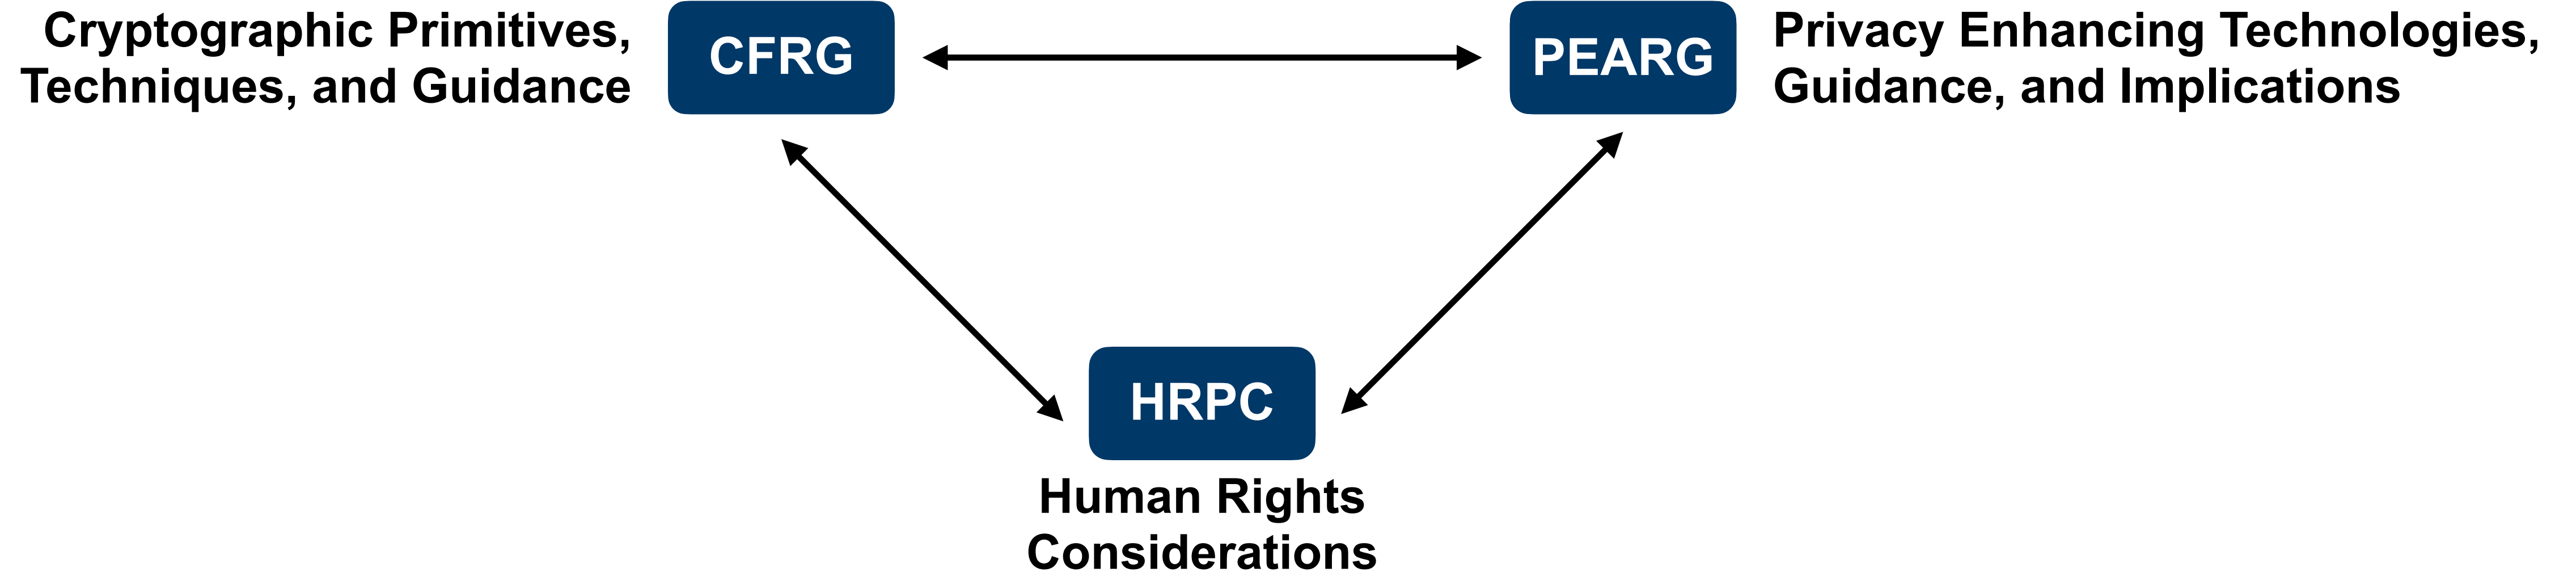 Cryptographic Primitives,
Techniques, and Guidance
CFRG
PEARG
Privacy Enhancing Technologies,
Guidance, and Implications
HRPC
Human Rights
Considerations